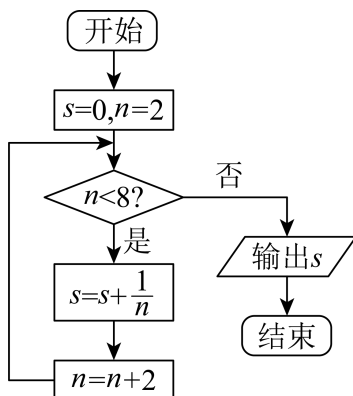 开始
s=0,n=2
n<8?
否
是
s=s+1/n
输出s
n=n+2
结束